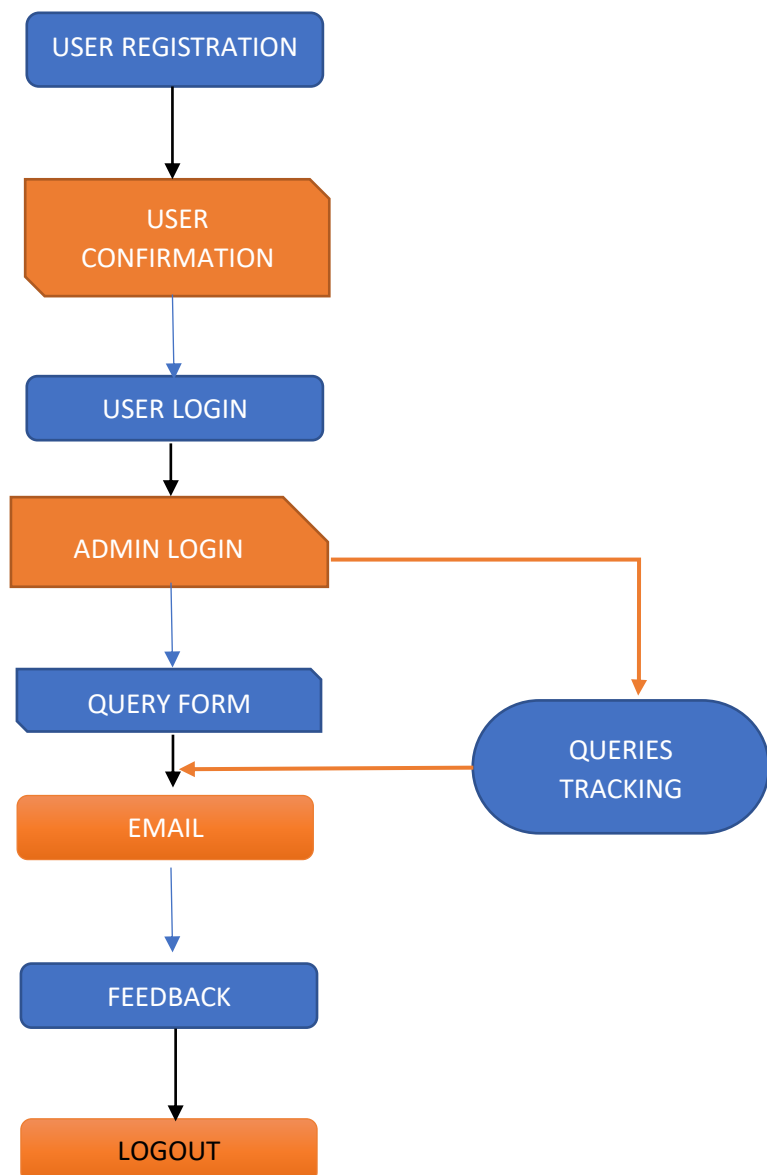 USER REGISTRATION
USER
CONFIRMATION
USER LOGIN
ADMIN LOGIN
QUERY FORM
QUERIES
TRACKING
EMAIL
FEEDBACK
LOGOUT